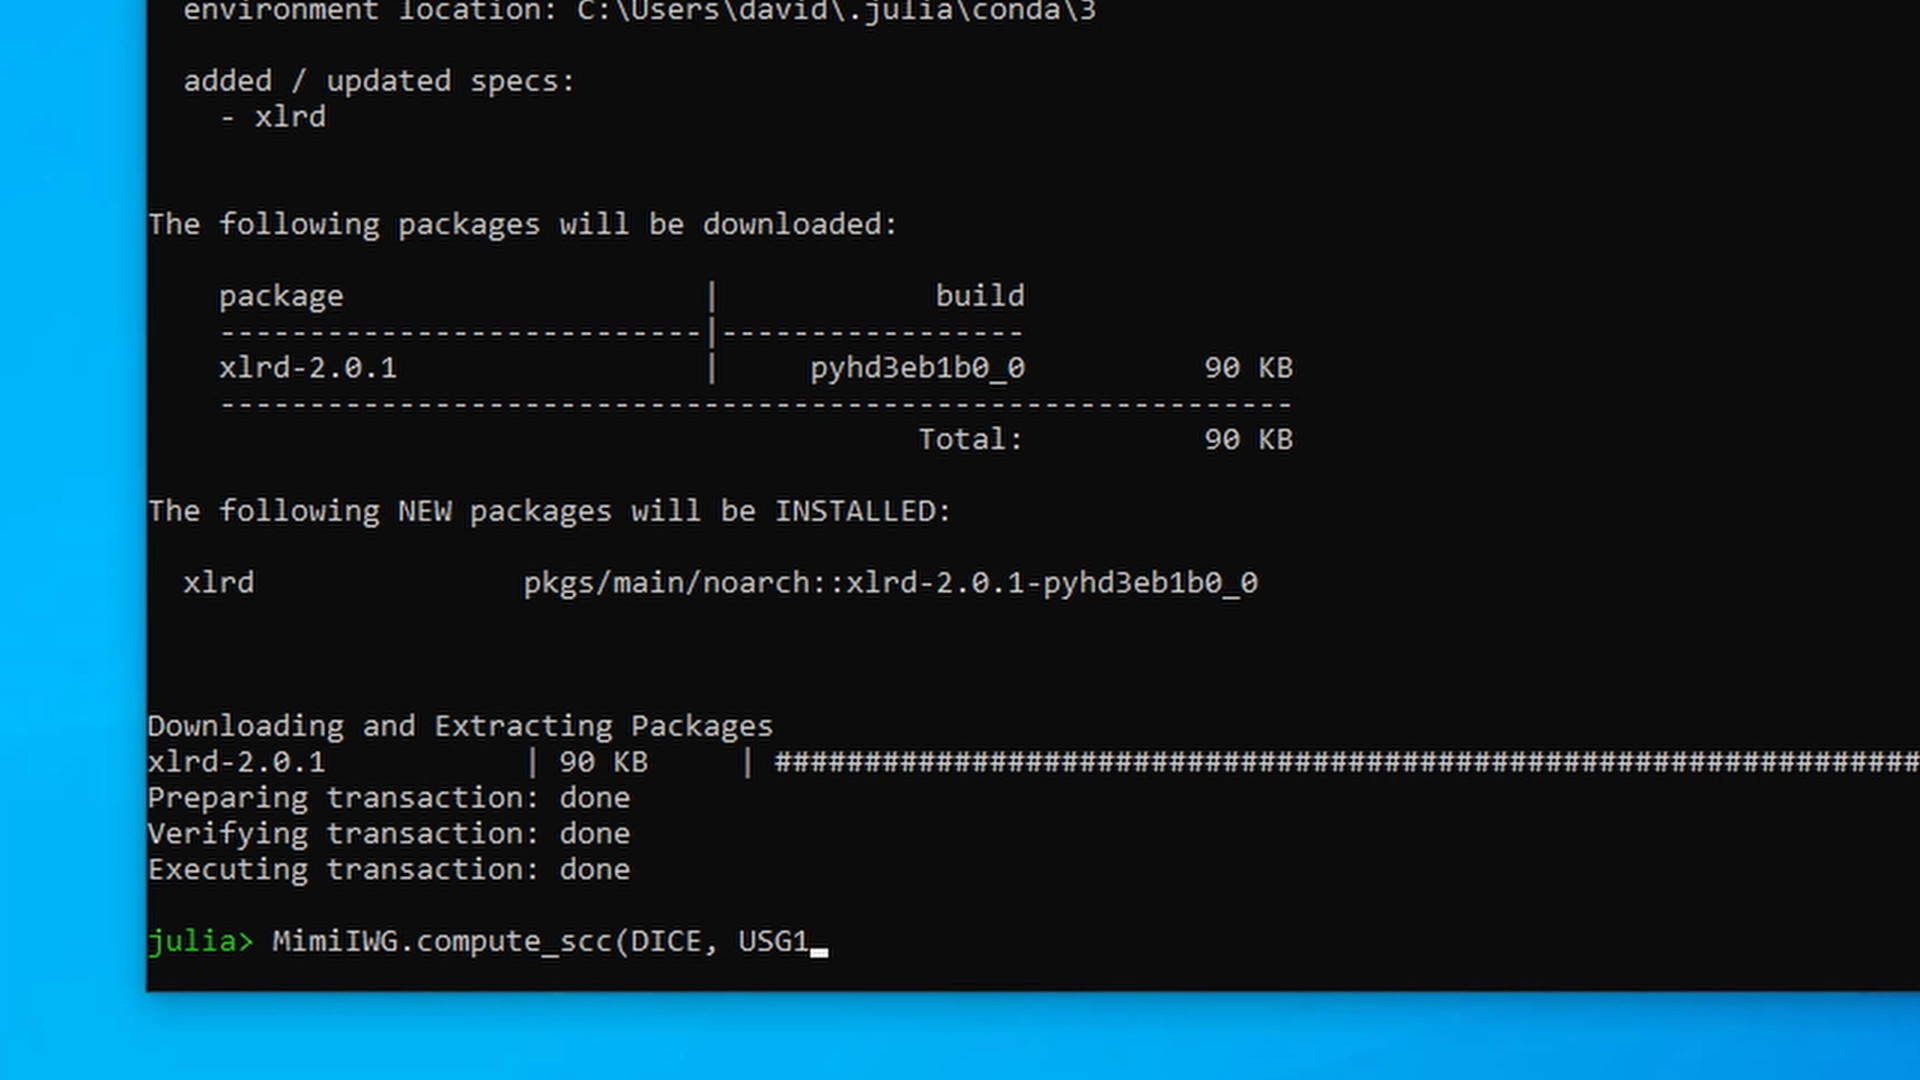 environment location: C:\Users\david\.julia\conda\3
added / updated specs:
- xlrd
The following packages will be downloaded:
package | build
---------------------------|-----------------
xlrd-2.0.1 | pyhd3eb1b0_0 90 KB
------------------------------------------------------------
Total: 90 KB
The following NEW packages will be INSTALLED:
xlrd pkgs/main/noarch::xlrd-2.0.1-pyhd3eb1b0_0
Downloading and Extracting Packages
xlrd-2.0.1 | 90 KB | ################################################################
Preparing transaction: done
Verifying transaction: done
Executing transaction: done
julia> MimiIWG.compute_scc(DICE, USG1_